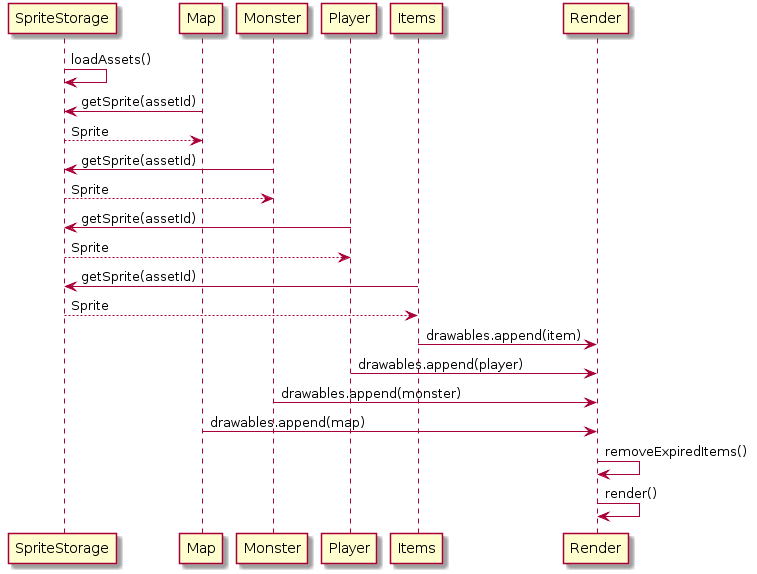 SpriteStorage Map Monster Player Items Render
loadAssets()
getSprite(assetId)
Sprite
getSprite(assetId)
Sprite
getSprite(assetId)
Sprite
getSprite(assetId)
Sprite
drawables.append(item)
drawables.append(player)
drawables.append(monster)
drawables.append(map)
removeExpiredItems()
render()
SpriteStorage Map Monster Player Items Render